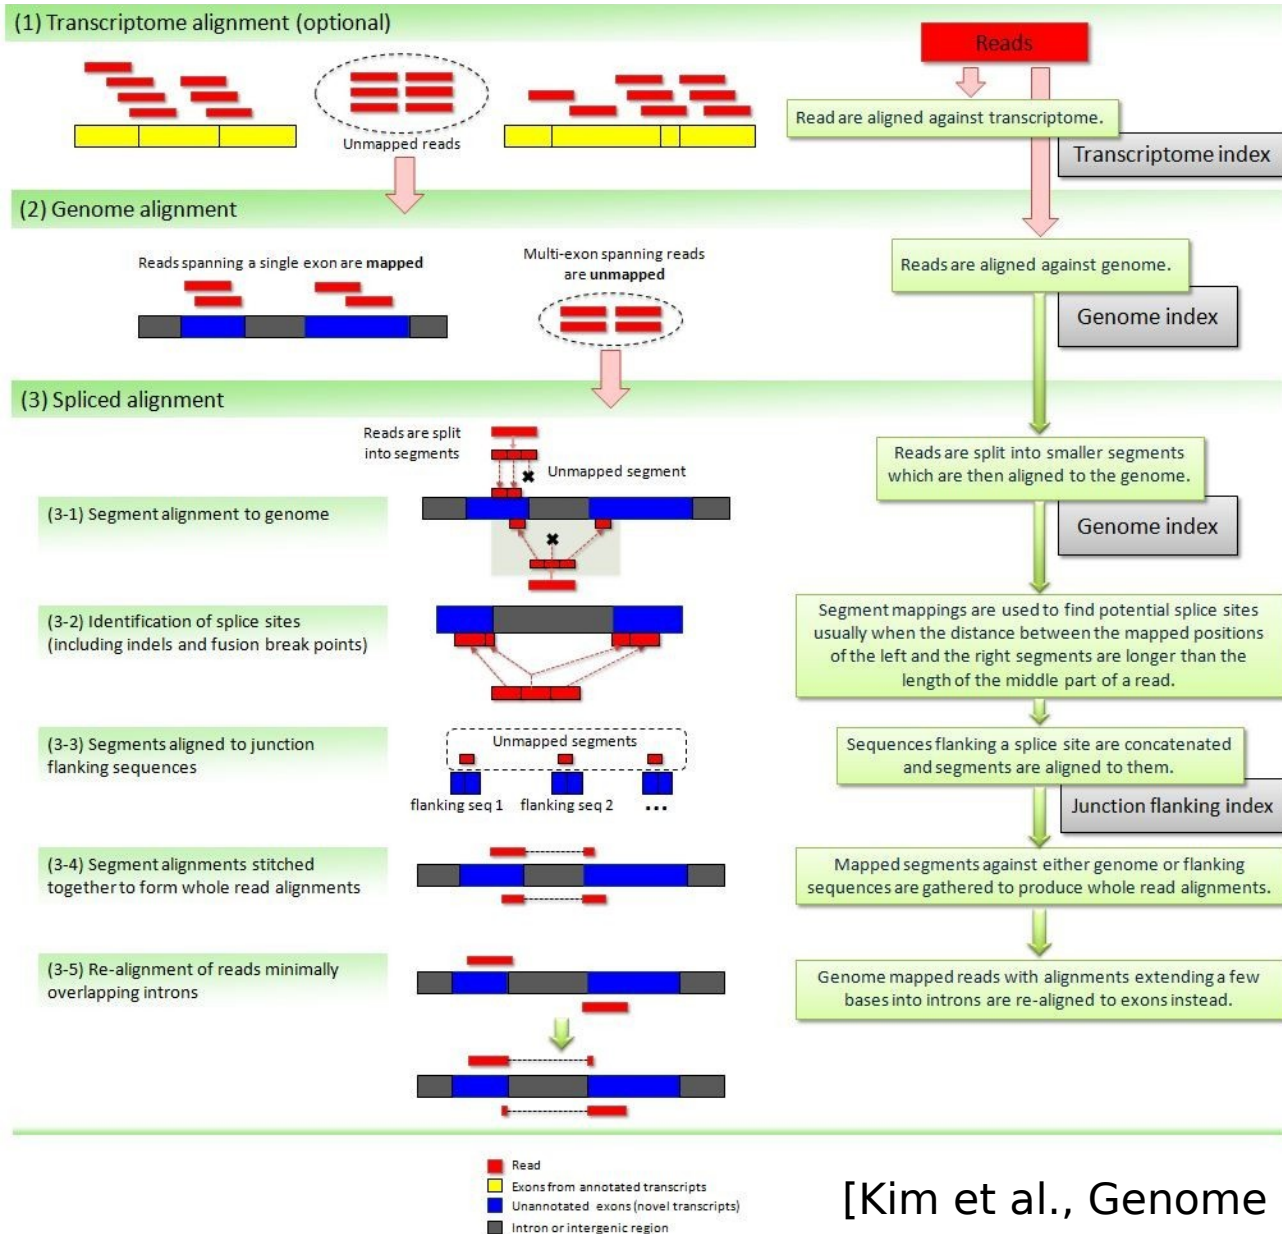 (1) Transcriptome alignment (optional)
Reads
Unmapped reads
Read are aligned against transcriptome.
Transcriptome index
(2) Genome alignment
Reads spanning a single exon are mapped
Multi-exon spanning reads
are unmapped
Reads are aligned against genome.
Genome index
(3) Spliced alignment
Reads are split
into segments
Unmapped segment
Reads are split into smaller segments
which are then aligned to the genome.
(3-1) Segment alignment to genome
Genome index
(3-2) Identification of splice sites
(including indels and fusion break points)
Segment mappings are used to find potential splice sites
usually when the distance between the mapped positions
of the left and the right segments are longer than the
length of the middle part of a read.
(3-3) Segments aligned to junction
flanking sequences
Unmapped segments
flanking seq 1
flanking seq 2
...
Sequences flanking a splice site are concatenated
and segments are aligned to them.
Junction flanking index
(3-4) Segment alignments stitched
together to form whole read alignments
Mapped segments against either genome or flanking
sequences are gathered to produce whole read alignments.
(3-5) Re-alignment of reads minimally
overlapping introns
Genome mapped reads with alignments extending a few
bases into introns are re-aligned to exons instead.
Read
Exons from annotated transcripts
Unannotated exons (novel transcripts)
Intron or intergenic region
[Kim et al., Genome